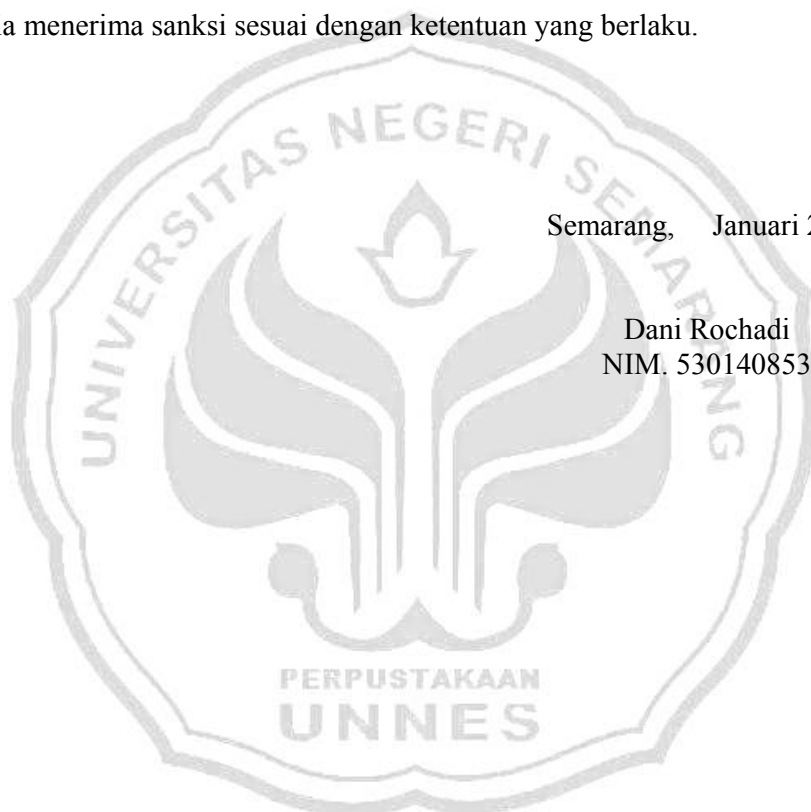 menerima sanksi sesuai dengan ketentuan yang berlaku.
UNIVERSITAS NEGERI SEMARANG
Semarang, Januari
Dani Rochadi
NIM. 530140853
PERPUSTAKAAN
UNNES